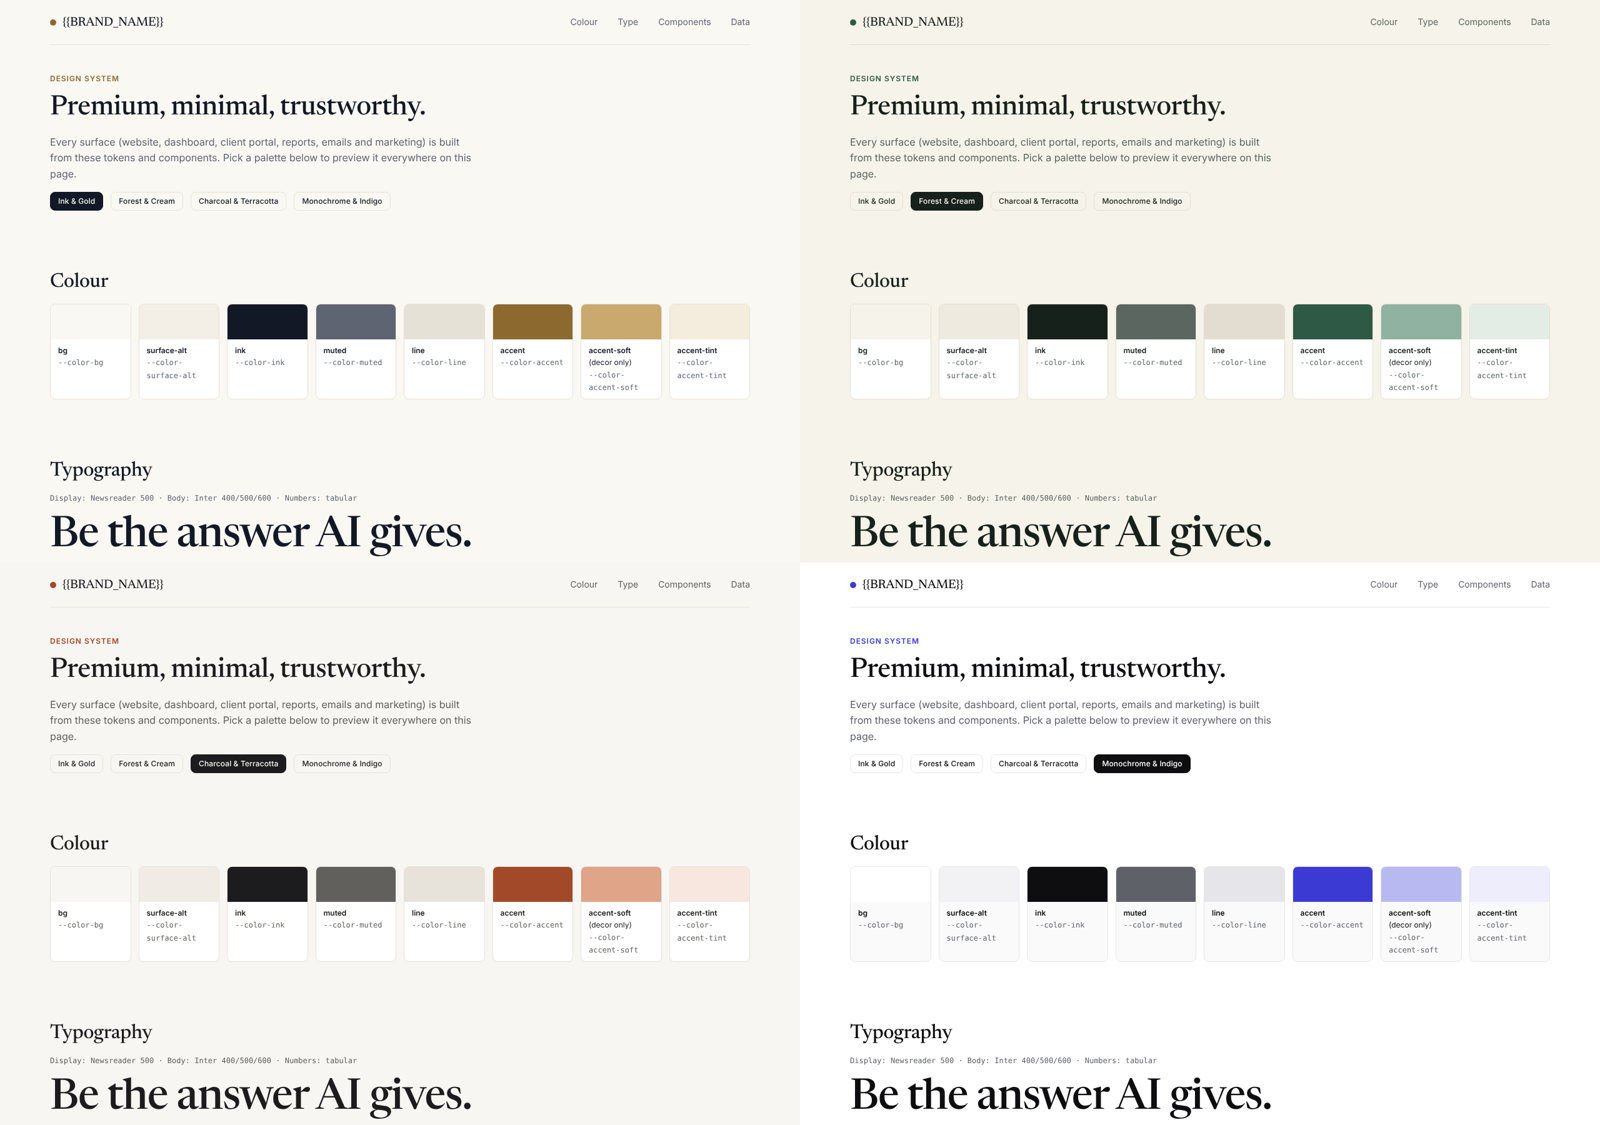 {{BRAND_NAME}}
Colour Type Components Data
DESIGN SYSTEM
Premium, minimal, trustworthy.
Every surface (website, dashboard, client portal, reports, emails and marketing) is built
from these tokens and components. Pick a palette below to preview it everywhere on this
page.
Ink & Gold Forest & Cream Charcoal & Terracotta Monochrome & Indigo
Colour
bg
--color-bg
surface-alt
--color-
surface-alt
ink
--color-ink
muted
--color-muted
line
--color-line
accent
--color-accent
accent-soft
(decor only)
--color-
accent-soft
accent-tint
--color-
accent-tint
Typography
Display: Newsreader 500 · Body: Inter 400/500/600 · Numbers: tabular
Be the answer AI gives.
{{BRAND_NAME}}
Colour Type Components Data
DESIGN SYSTEM
Premium, minimal, trustworthy.
Every surface (website, dashboard, client portal, reports, emails and marketing) is built
from these tokens and components. Pick a palette below to preview it everywhere on this
page.
Ink & Gold Forest & Cream Charcoal & Terracotta Monochrome & Indigo
Colour
bg
--color-bg
surface-alt
--color-
surface-alt
ink
--color-ink
muted
--color-muted
line
--color-line
accent
--color-accent
accent-soft
(decor only)
--color-
accent-soft
accent-tint
--color-
accent-tint
Typography
Display: Newsreader 500 · Body: Inter 400/500/600 · Numbers: tabular
Be the answer AI gives.
{{BRAND_NAME}}
Colour Type Components Data
DESIGN SYSTEM
Premium, minimal, trustworthy.
Every surface (website, dashboard, client portal, reports, emails and marketing) is built
from these tokens and components. Pick a palette below to preview it everywhere on this
page.
Ink & Gold Forest & Cream Charcoal & Terracotta Monochrome & Indigo
Colour
bg
--color-bg
surface-alt
--color-
surface-alt
ink
--color-ink
muted
--color-muted
line
--color-line
accent
--color-accent
accent-soft
(decor only)
--color-
accent-soft
accent-tint
--color-
accent-tint
Typography
Display: Newsreader 500 · Body: Inter 400/500/600 · Numbers: tabular
Be the answer AI gives.
{{BRAND_NAME}}
Colour Type Components Data
DESIGN SYSTEM
Premium, minimal, trustworthy.
Every surface (website, dashboard, client portal, reports, emails and marketing) is built
from these tokens and components. Pick a palette below to preview it everywhere on this
page.
Ink & Gold Forest & Cream Charcoal & Terracotta Monochrome & Indigo
Colour
bg
--color-bg
surface-alt
--color-
surface-alt
ink
--color-ink
muted
--color-muted
line
--color-line
accent
--color-accent
accent-soft
(decor only)
--color-
accent-soft
accent-tint
--color-
accent-tint
Typography
Display: Newsreader 500 · Body: Inter 400/500/600 · Numbers: tabular
Be the answer AI gives.